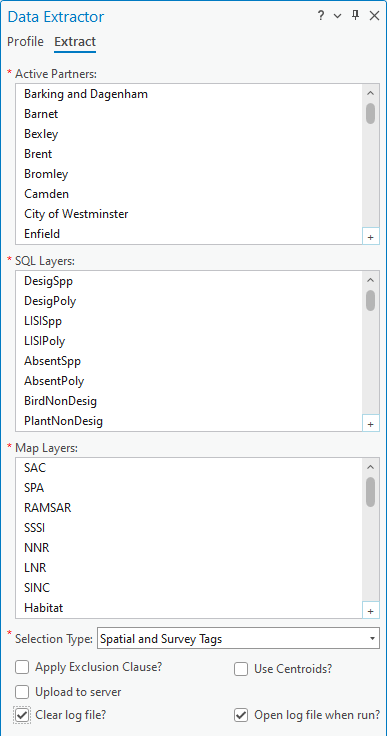 Data Extractor ?
Profile Extract
* Active Partners:
Barking and Dagenham
Barnet
Bexley
Brent
Bromley
Camden
City of Westminster
Enfield
+
* SQL Layers:
DesigSpp
DesigPoly
LISISpp
LISIPoly
AbsentSpp
AbsentPoly
BirdNonDesig
PlantNonDesig
+
* Map Layers:
SAC
SPA
RAMSAR
SSSI
NNR
LNR
SINC
Habitat
+
* Selection Type: Spatial and Survey Tags
Apply Exclusion Clause? Use Centroids?
Upload to server
Clear log file? Open log file when run?